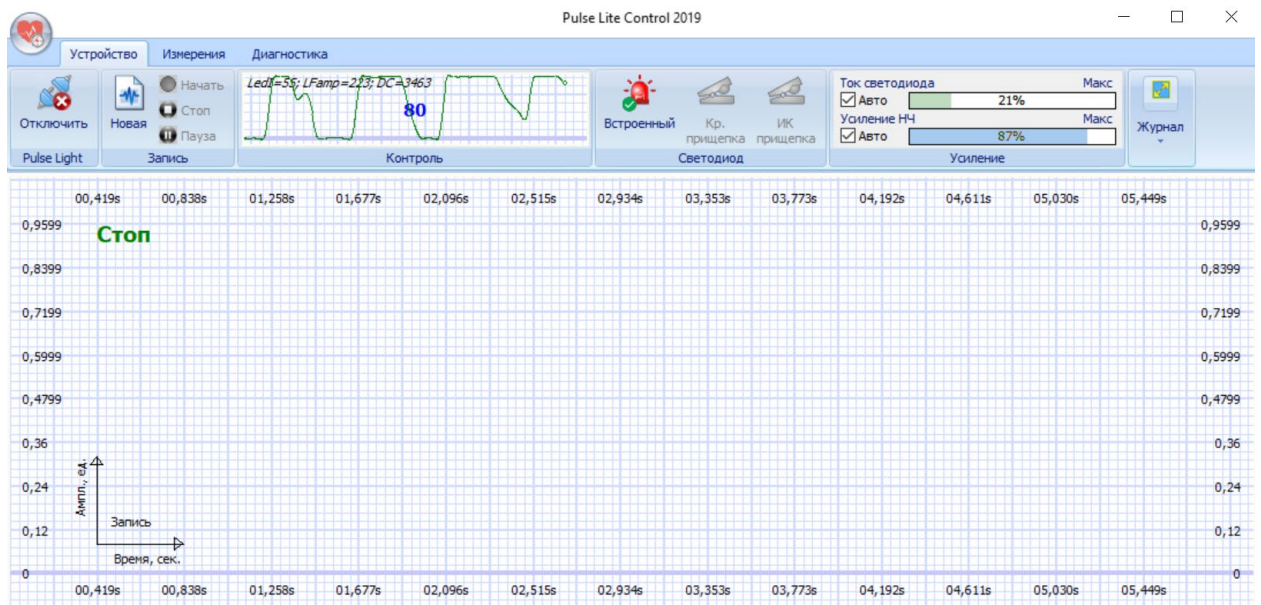 Pulse Lite Control 2019
Устройство Измерения Диагностика
LedI=55; LFamp=223; DC=3463
80
Отключить
Новая
Начать
Стоп
Пауза
Встроенный
Кр. прищепка
ИК прищепка
Ток светодиода Макс
Авто 21%
Усиление НЧ Макс
Авто 87%
Журнал
Pulse Light Запись Контроль Светодиод Усиление
00,419s 00,838s 01,258s 01,677s 02,096s 02,515s 02,934s 03,353s 03,773s 04,192s 04,611s 05,030s 05,449s
0,9599 0,9599
Стоп
0,8399 0,8399
0,7199 0,7199
0,5999 0,5999
0,4799 0,4799
0,36 0,36
0,24 0,24
Ампл., ед.
Запись
0,12 0,12
Время, сек.
0 0
00,419s 00,838s 01,258s 01,677s 02,096s 02,515s 02,934s 03,353s 03,773s 04,192s 04,611s 05,030s 05,449s